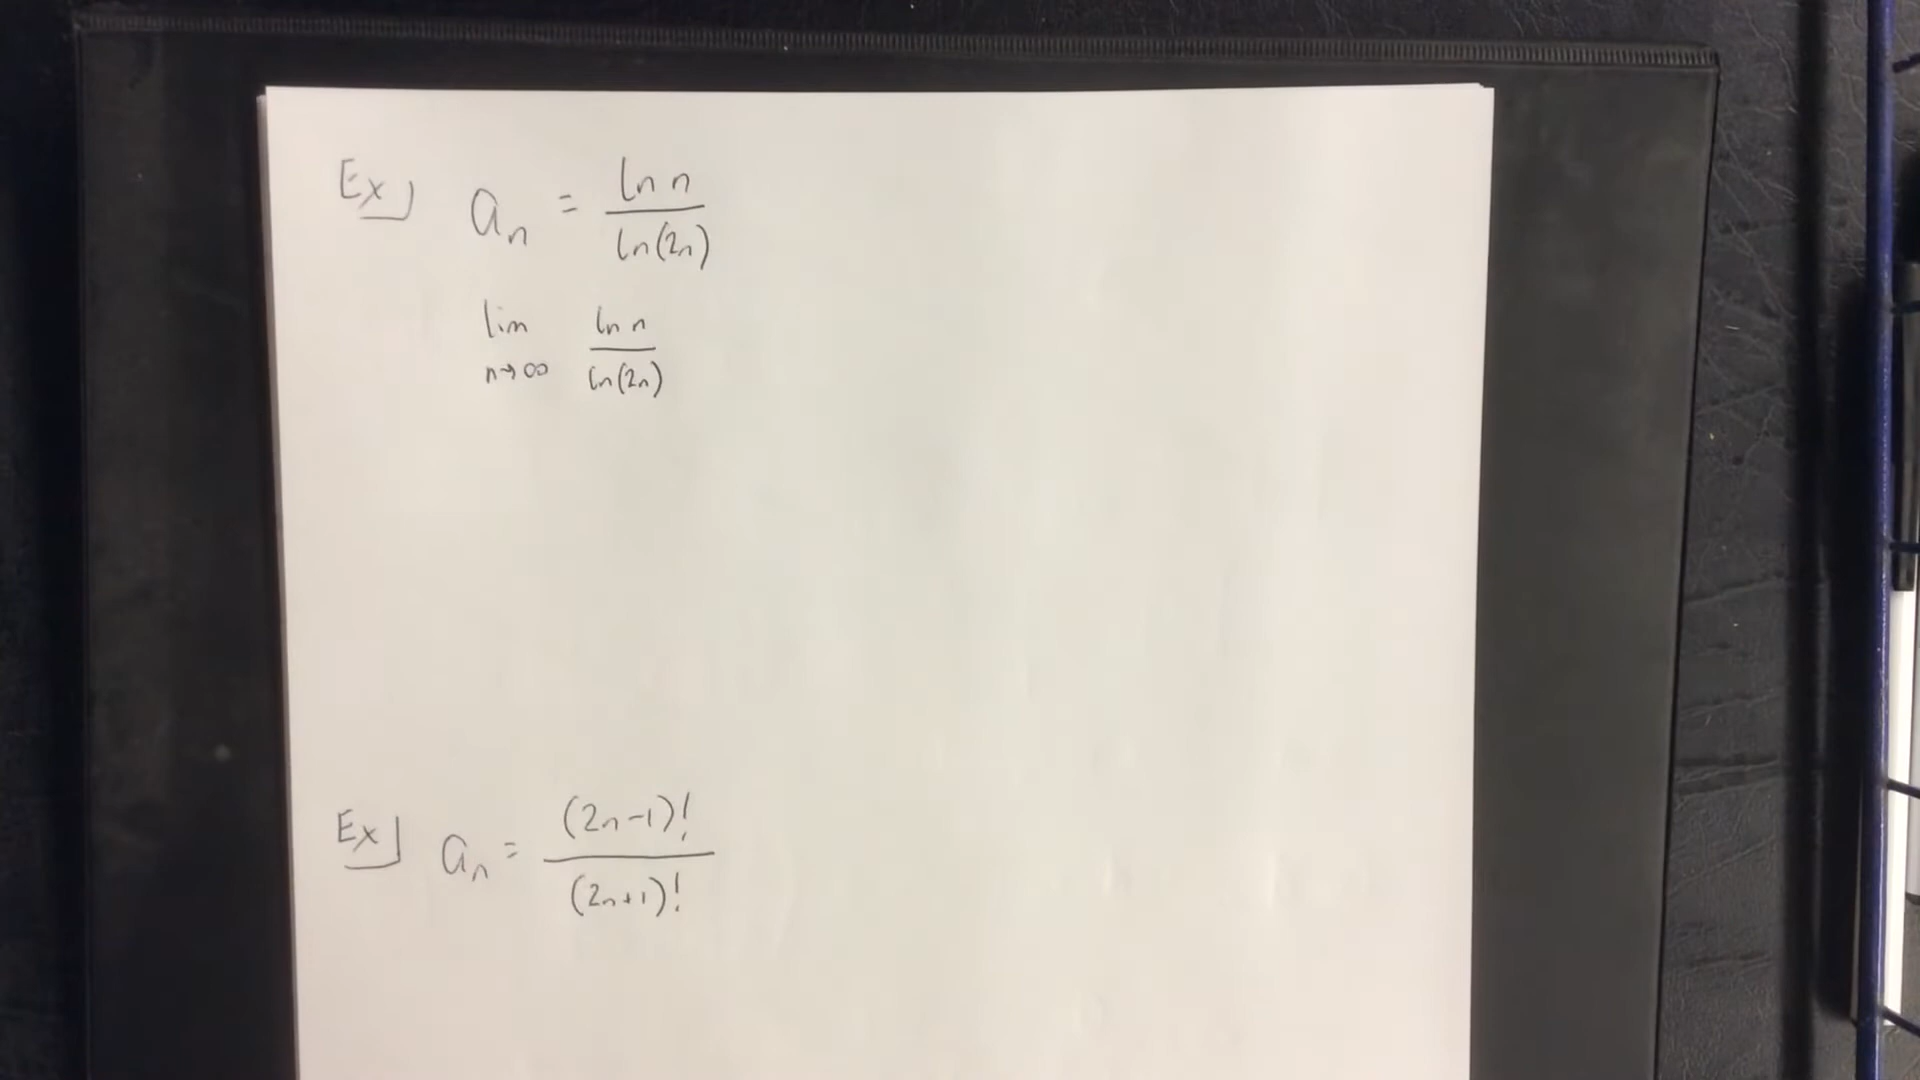 Ex] aₙ = ln n / ln(2n)
lim n→∞ ln n / ln(2n)
Ex] aₙ = (2n-1)! / (2n+1)!